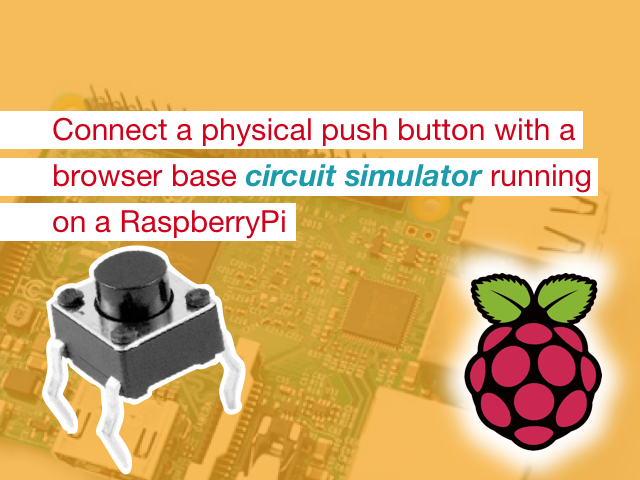 Connect a physical push button with a
browser base circuit simulator running
on a RaspberryPi